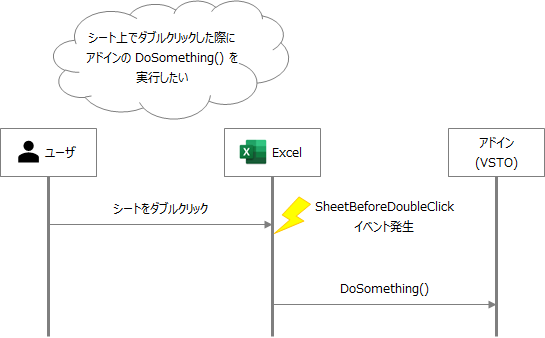 シート上でダブルクリックした際に
アドインの DoSomething() を
実行したい
ユーザ
Excel
アドイン
(VSTO)
シートをダブルクリック
SheetBeforeDoubleClick
イベント発生
DoSomething()